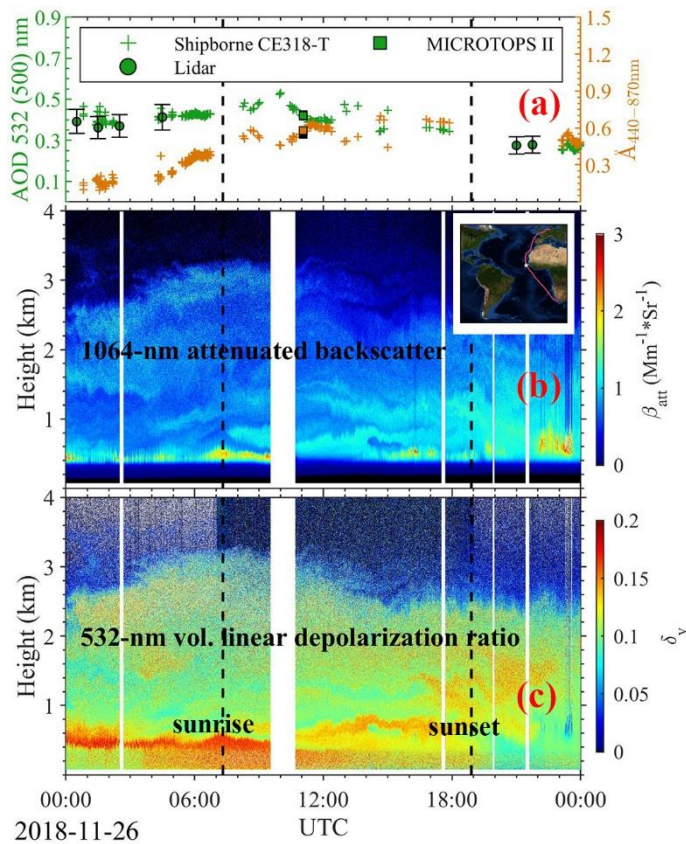 AOD 532 (500) nm
Shipborne CE318-T
MICROTOPS II
Lidar
(a)
0.7
0.5
0.3
0.1
1.5
1.2
0.9
0.6
0.3
Å440−870nm
4
3
2
1
Height (km)
1064-nm attenuated backscatter
(b)
3
2
1
0
βatt (Mm⁻¹*Sr⁻¹)
4
3
2
1
Height (km)
532-nm vol. linear depolarization ratio
(c)
sunrise
sunset
0.2
0.15
0.1
0.05
0
δv
00:00 06:00 12:00 18:00 00:00
2018-11-26
UTC